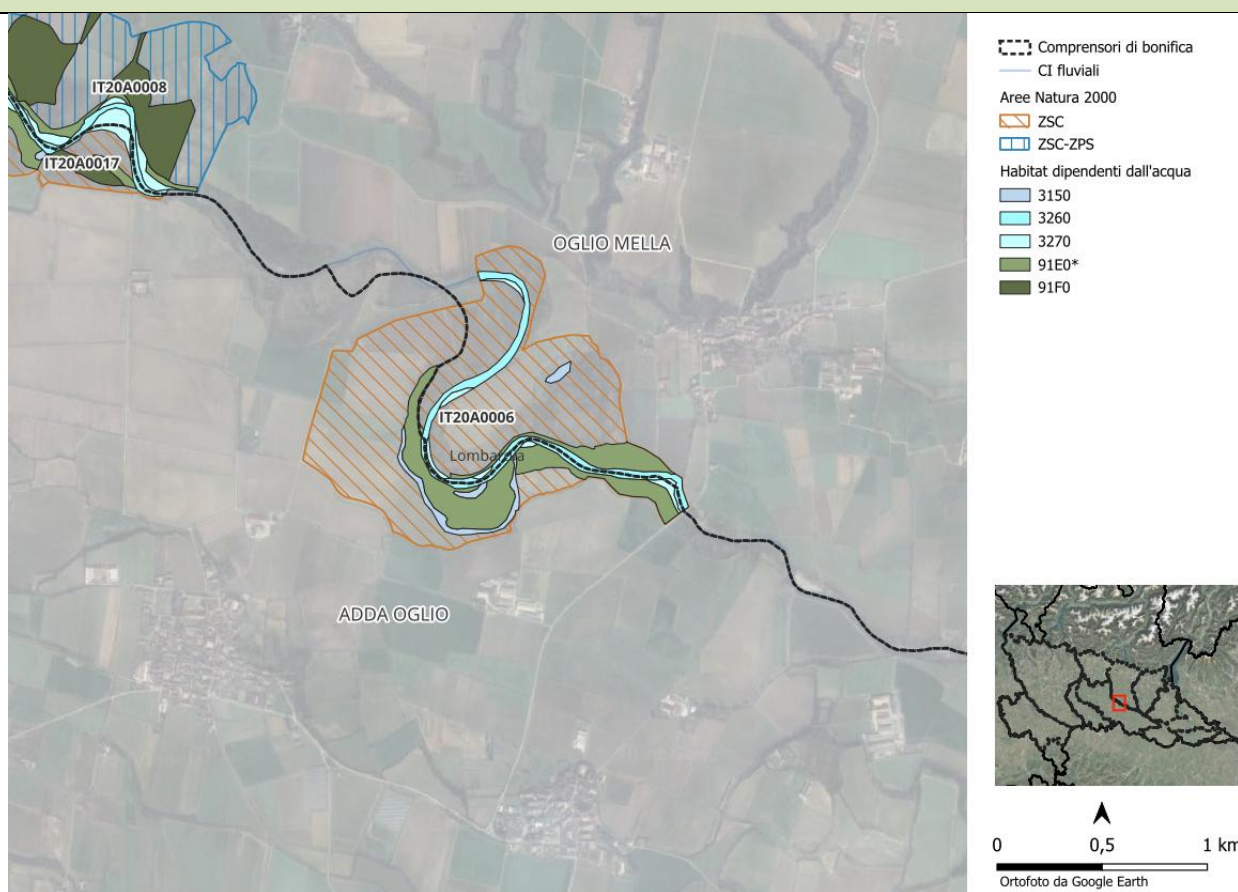 IT20A0008
IT20A0017
OGLIO MELLA
IT20A0006
Lombardia
ADDA OGLIO
Comprensori di bonifica
CI fluviali
Aree Natura 2000
ZSC
ZSC-ZPS
Habitat dipendenti dall'acqua
3150
3260
3270
91E0*
91F0
0 0,5 1 km
Ortofoto da Google Earth